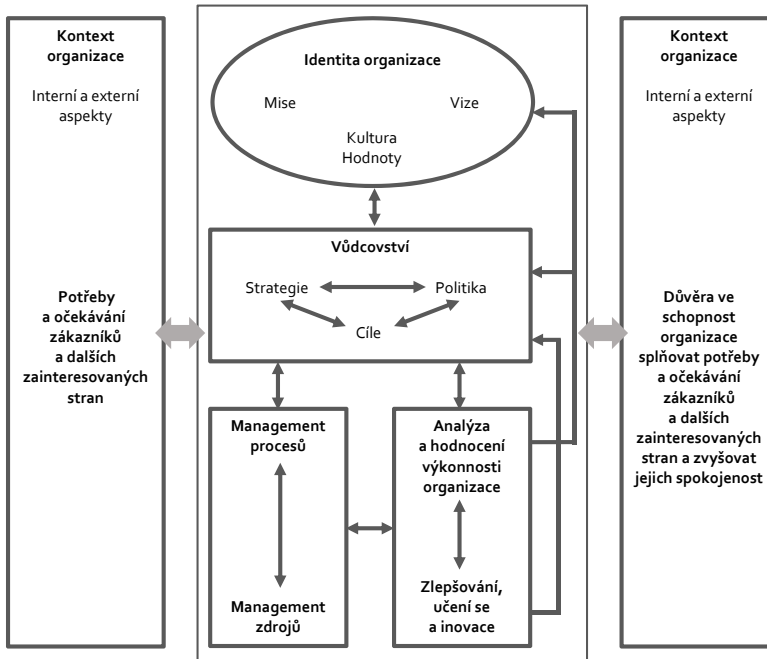 Kontext
organizace
Interní a externí
aspekty
Potřeby
a očekávání
zákazníků
a dalších
zainteresovaných
stran
Identita organizace
Mise
Vize
Kultura
Hodnoty
Vůdcovství
Strategie
Politika
Cíle
Management
procesů
Management
zdrojů
Analýza
a hodnocení
výkonnosti
organizace
Zlepšování,
učení se
a inovace
Kontext
organizace
Interní a externí
aspekty
Důvěra ve
schopnost
organizace
splňovat potřeby
a očekávání
zákazníků
a dalších
zainteresovaných
stran a zvyšovat
jejich spokojenost